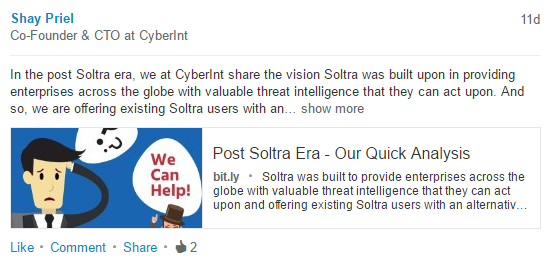 Shay Priel
11d
Co-Founder & CTO at CyberInt
In the post Soltra era, we at CyberInt share the vision Soltra was built upon in providing
enterprises across the globe with valuable threat intelligence that they can act upon. And
so, we are offering existing Soltra users with an… show more
?
We
Can
Help!
Post Soltra Era - Our Quick Analysis
bit.ly • Soltra was built to provide enterprises across the
globe with valuable threat intelligence that they can act
upon and offering existing Soltra users with an alternativ…
Like • Comment • Share • 2